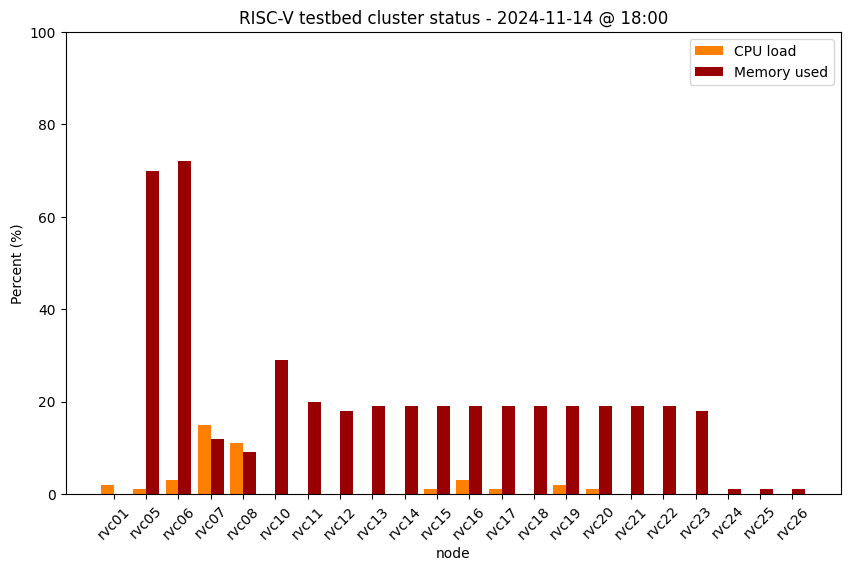 RISC-V testbed cluster status - 2024-11-14 @ 18:00
100
80
60
40
20
0
Percent (%)
CPU load
Memory used
rvc01
rvc05
rvc06
rvc07
rvc08
rvc10
rvc11
rvc12
rvc13
rvc14
rvc15
rvc16
rvc17
rvc18
rvc19
rvc20
rvc21
rvc22
rvc23
rvc24
rvc25
rvc26
node